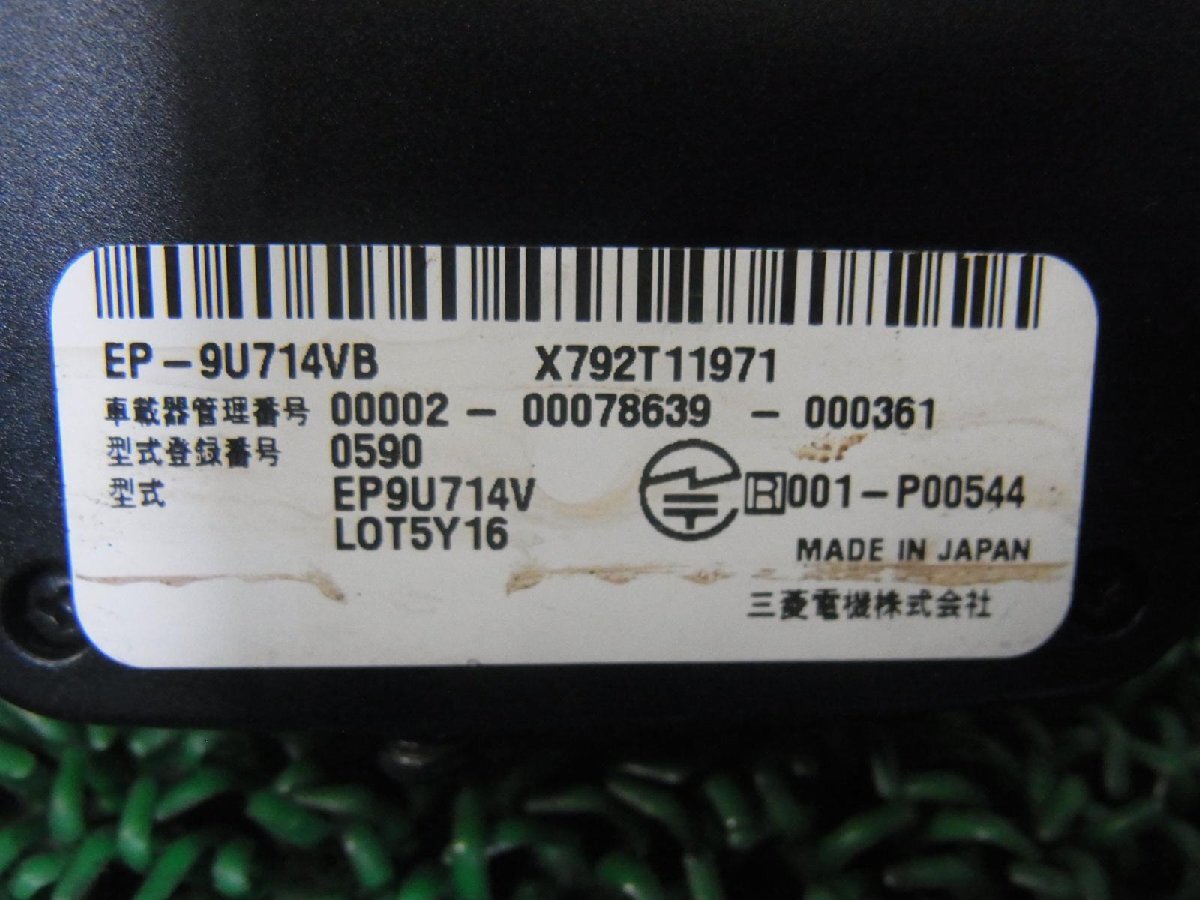 EP-9U714VB X792T11971
車載器管理番号 00002-00078639-000361
型式登録番号 0590
型式 EP9U714V
LOT5Y16
R 001-P00544
MADE IN JAPAN
三菱電機株式会社